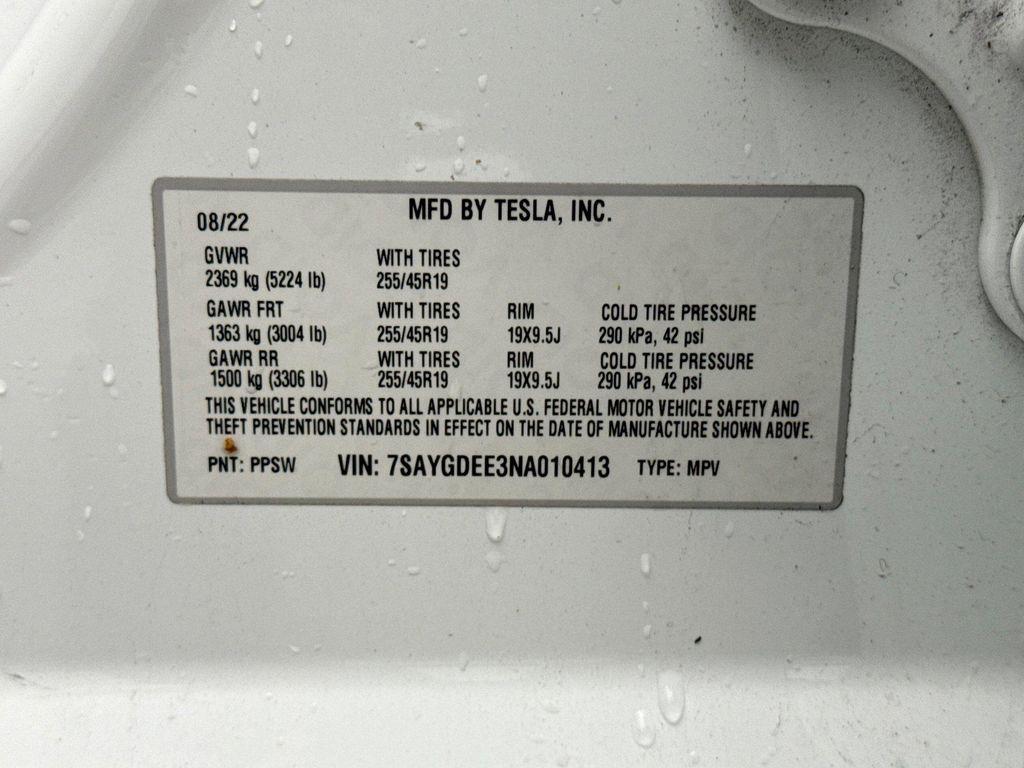 MFD BY TESLA, INC.
08/22
GVWR WITH TIRES
2369 kg (5224 lb) 255/45R19
GAWR FRT WITH TIRES RIM COLD TIRE PRESSURE
1363 kg (3004 lb) 255/45R19 19X9.5J 290 kPa, 42 psi
GAWR RR WITH TIRES RIM COLD TIRE PRESSURE
1500 kg (3306 lb) 255/45R19 19X9.5J 290 kPa, 42 psi
THIS VEHICLE CONFORMS TO ALL APPLICABLE U.S. FEDERAL MOTOR VEHICLE SAFETY AND
THEFT PREVENTION STANDARDS IN EFFECT ON THE DATE OF MANUFACTURE SHOWN ABOVE.
PNT: PPSW VIN: 7SAYGDEE3NA010413 TYPE: MPV